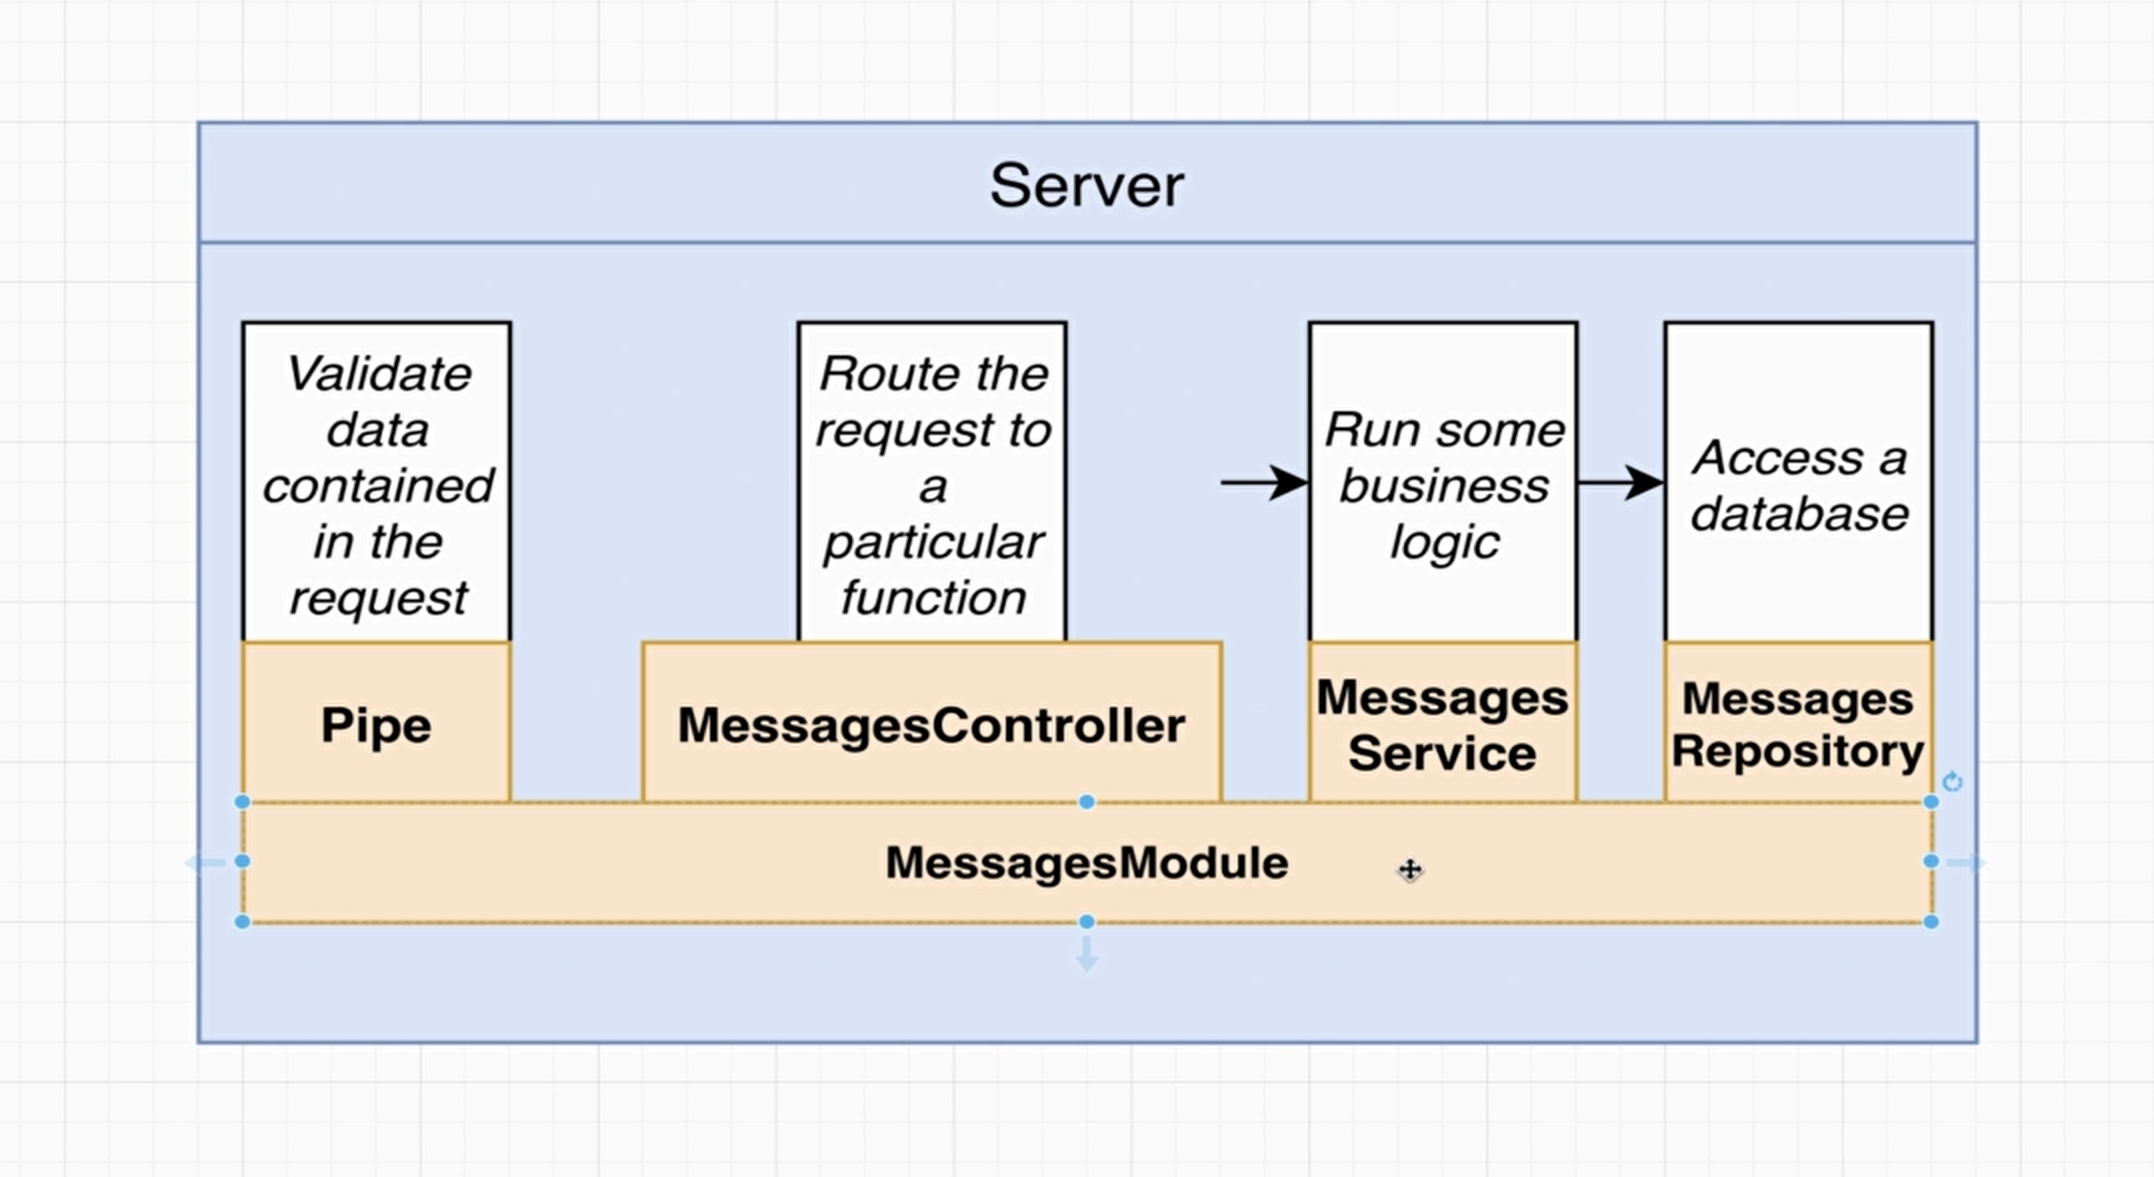 Server
Validate
data
contained
in the
request
Route the
request to
a
particular
function
Run some
business
logic
Access a
database
Pipe
MessagesController
Messages
Service
Messages
Repository
MessagesModule